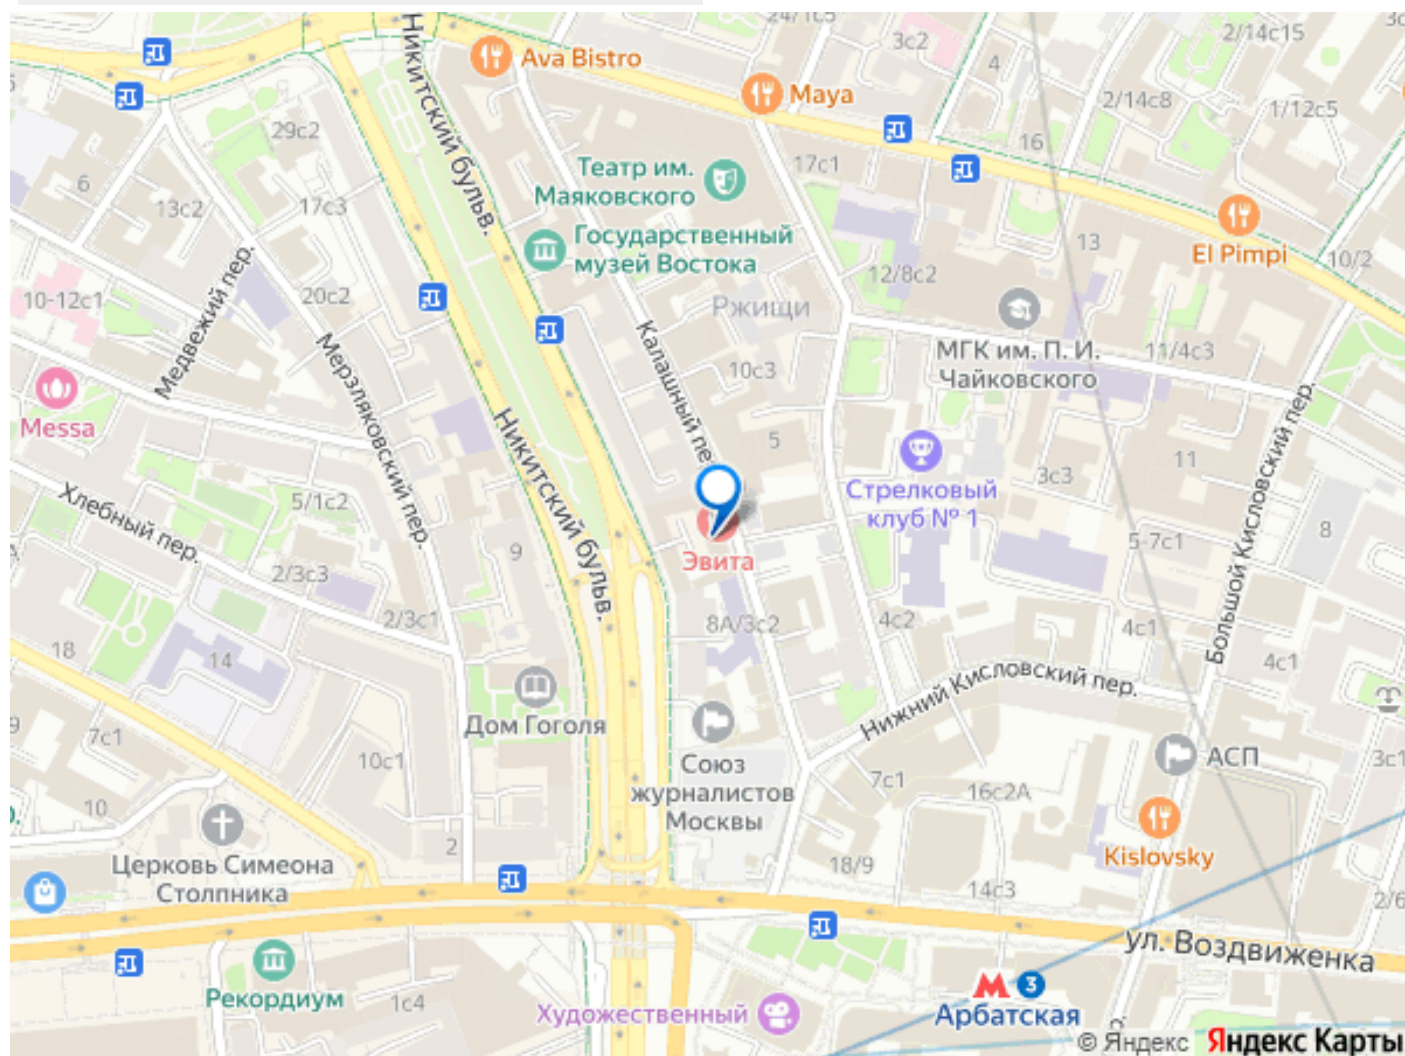 24/1с5
3с2
2/14с15
Ava Bistro
4
Maya
2/14с8
1/12с5
29с2
16
Никитский бульв.
6
13с2
17с3
Театр им.
Маяковского
17с1
Государственный
музей Востока
13
El Pimpi
10/2
12/8с2
10-12с1
20с2
Медвежий пер.
Ржищи
МГК им. П. И.
Чайковского
11/4с3
Калашный пе
10с3
Мерзляковский пер.
Messa
5
Никитский бульв.
Стрелковый
клуб № 1
3с3
11
Большой Кисловский пер.
8
5/1с2
Хлебный пер.
9
Эвита
5-7с1
2/3с3
2/3с1
8А/3с2
4с2
4с1
4с1
18
14
Нижний Кисловский пер.
Дом Гоголя
9
7с1
10с1
Союз
журналистов
Москвы
7с1
16с2А
АСП
3с1
10
2
Церковь Симеона
Столпника
18/9
14с3
Kislovsky
2/6
ул. Воздвиженка
Рекордиум
1с4
Художественный
3
Арбатская
© Яндекс Яндекс Карты